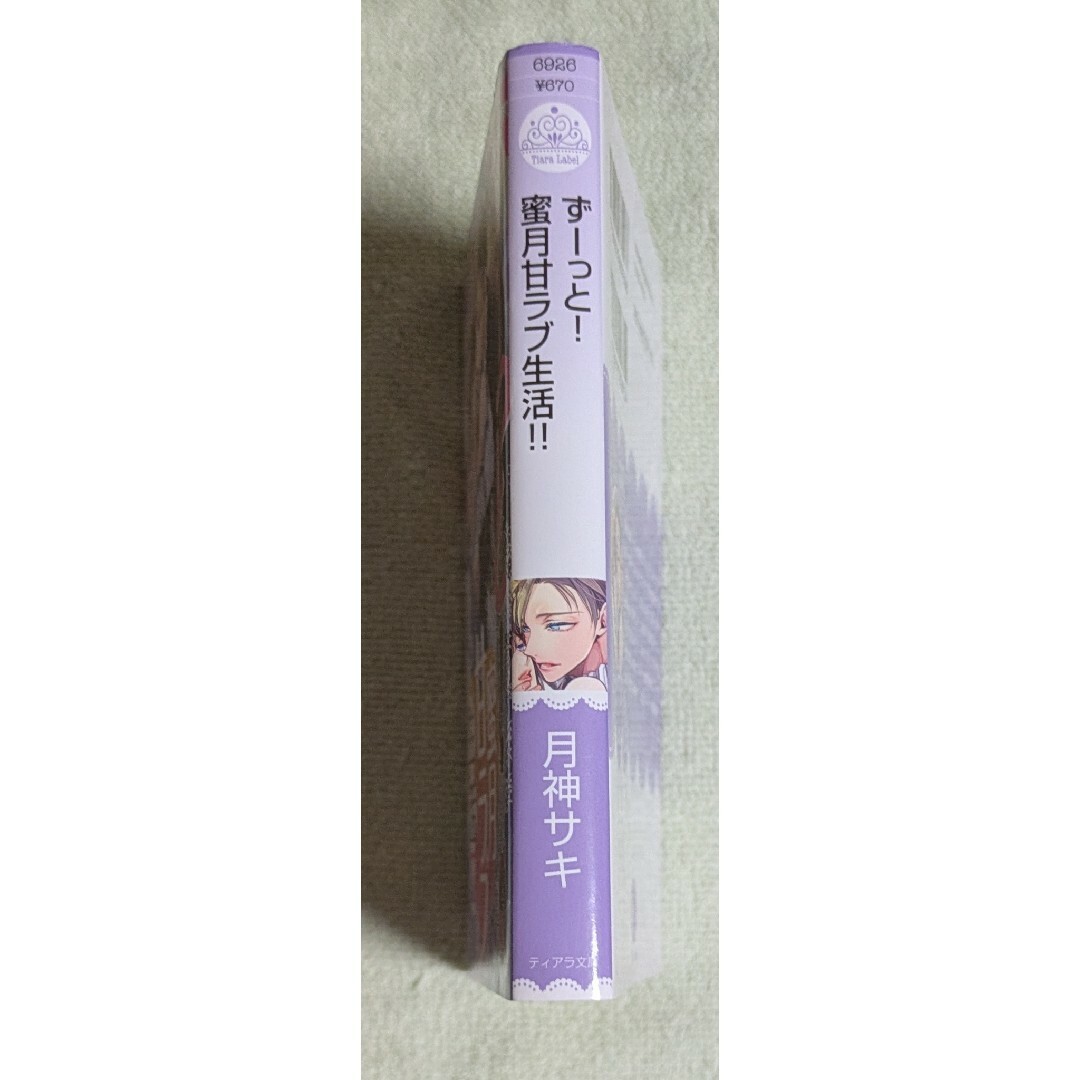 6926
¥670
Tiara Label
ずーっと!
蜜月甘ラブ生活!!
月神サキ
ティアラ文庫